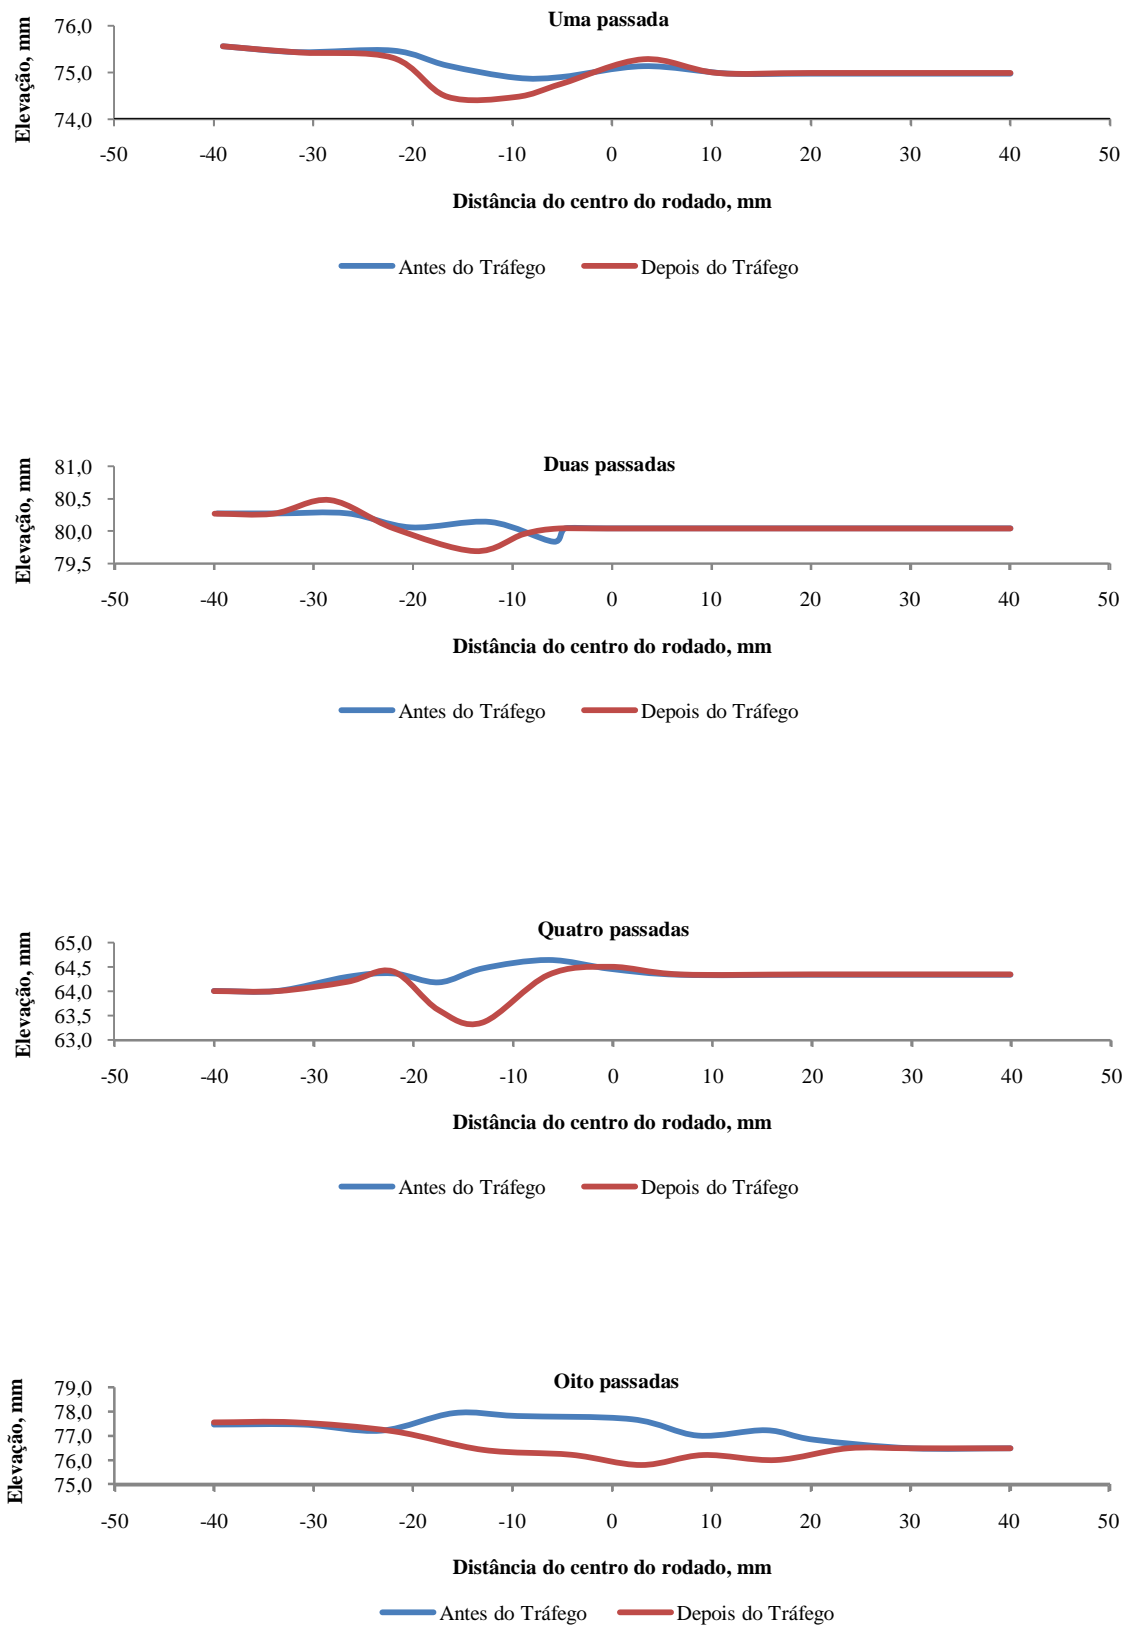 Uma passada
Elevação, mm
76,0
75,0
74,0
-50 -40 -30 -20 -10 0 10 20 30 40 50
Distância do centro do rodado, mm
Antes do Tráfego Depois do Tráfego
Duas passadas
Elevação, mm
81,0
80,5
80,0
79,5
-50 -40 -30 -20 -10 0 10 20 30 40 50
Distância do centro do rodado, mm
Antes do Tráfego Depois do Tráfego
Quatro passadas
Elevação, mm
65,0
64,5
64,0
63,5
63,0
-50 -40 -30 -20 -10 0 10 20 30 40 50
Distância do centro do rodado, mm
Antes do Tráfego Depois do Tráfego
Oito passadas
Elevação, mm
79,0
78,0
77,0
76,0
75,0
-50 -40 -30 -20 -10 0 10 20 30 40 50
Distância do centro do rodado, mm
Antes do Tráfego Depois do Tráfego